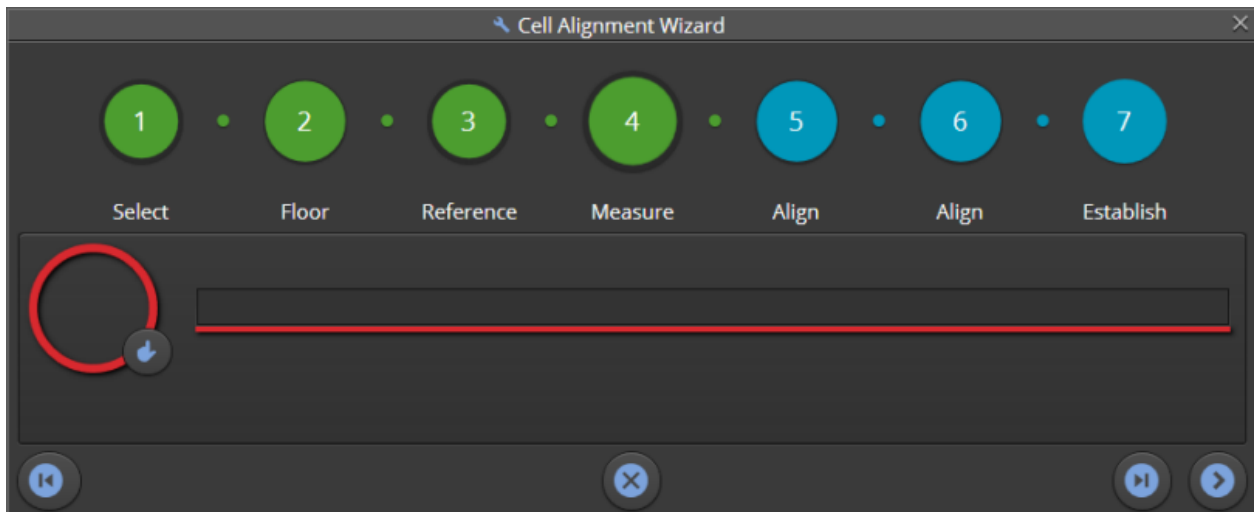 Cell Alignment Wizard
1 2 3 4 5 6 7
Select Floor Reference Measure Align Align Establish